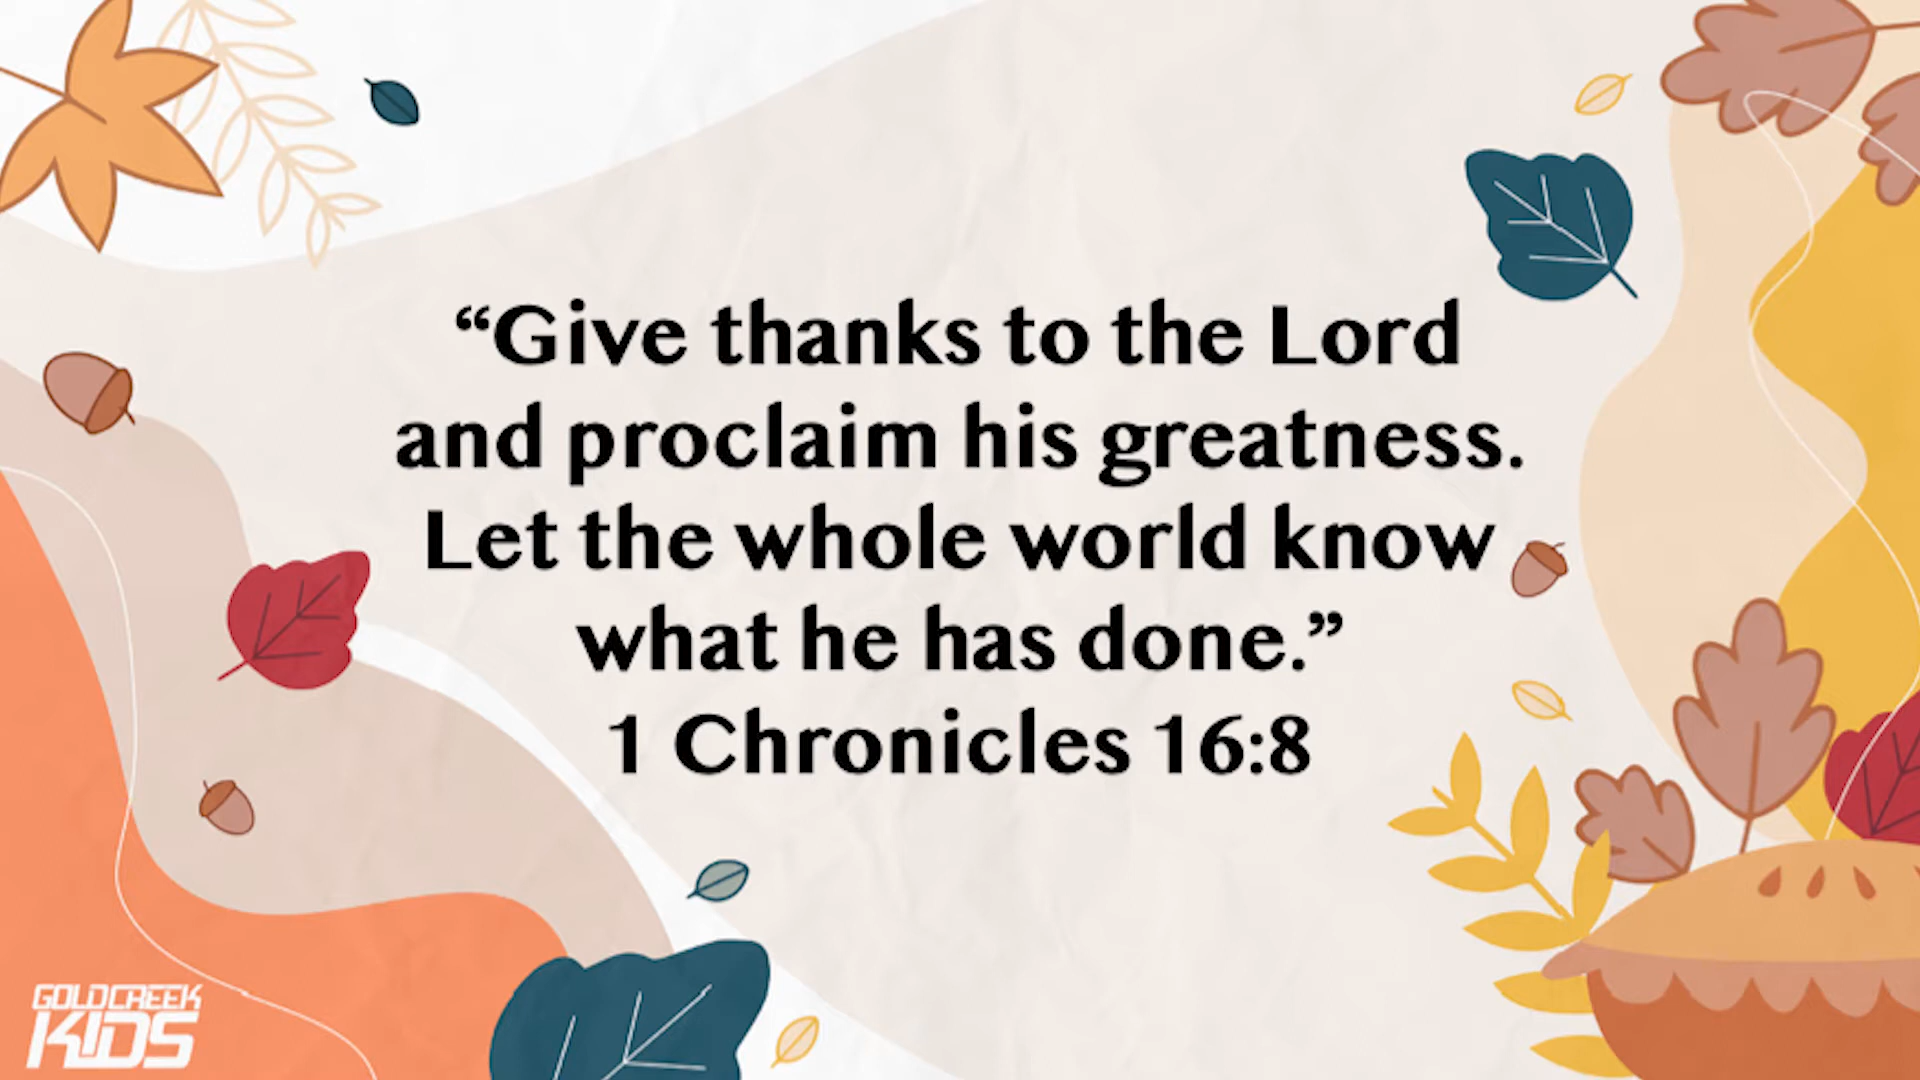 “Give thanks to the Lord
and proclaim his greatness.
Let the whole world know
what he has done.”
1 Chronicles 16:8
GOLD CREEK
KIDS